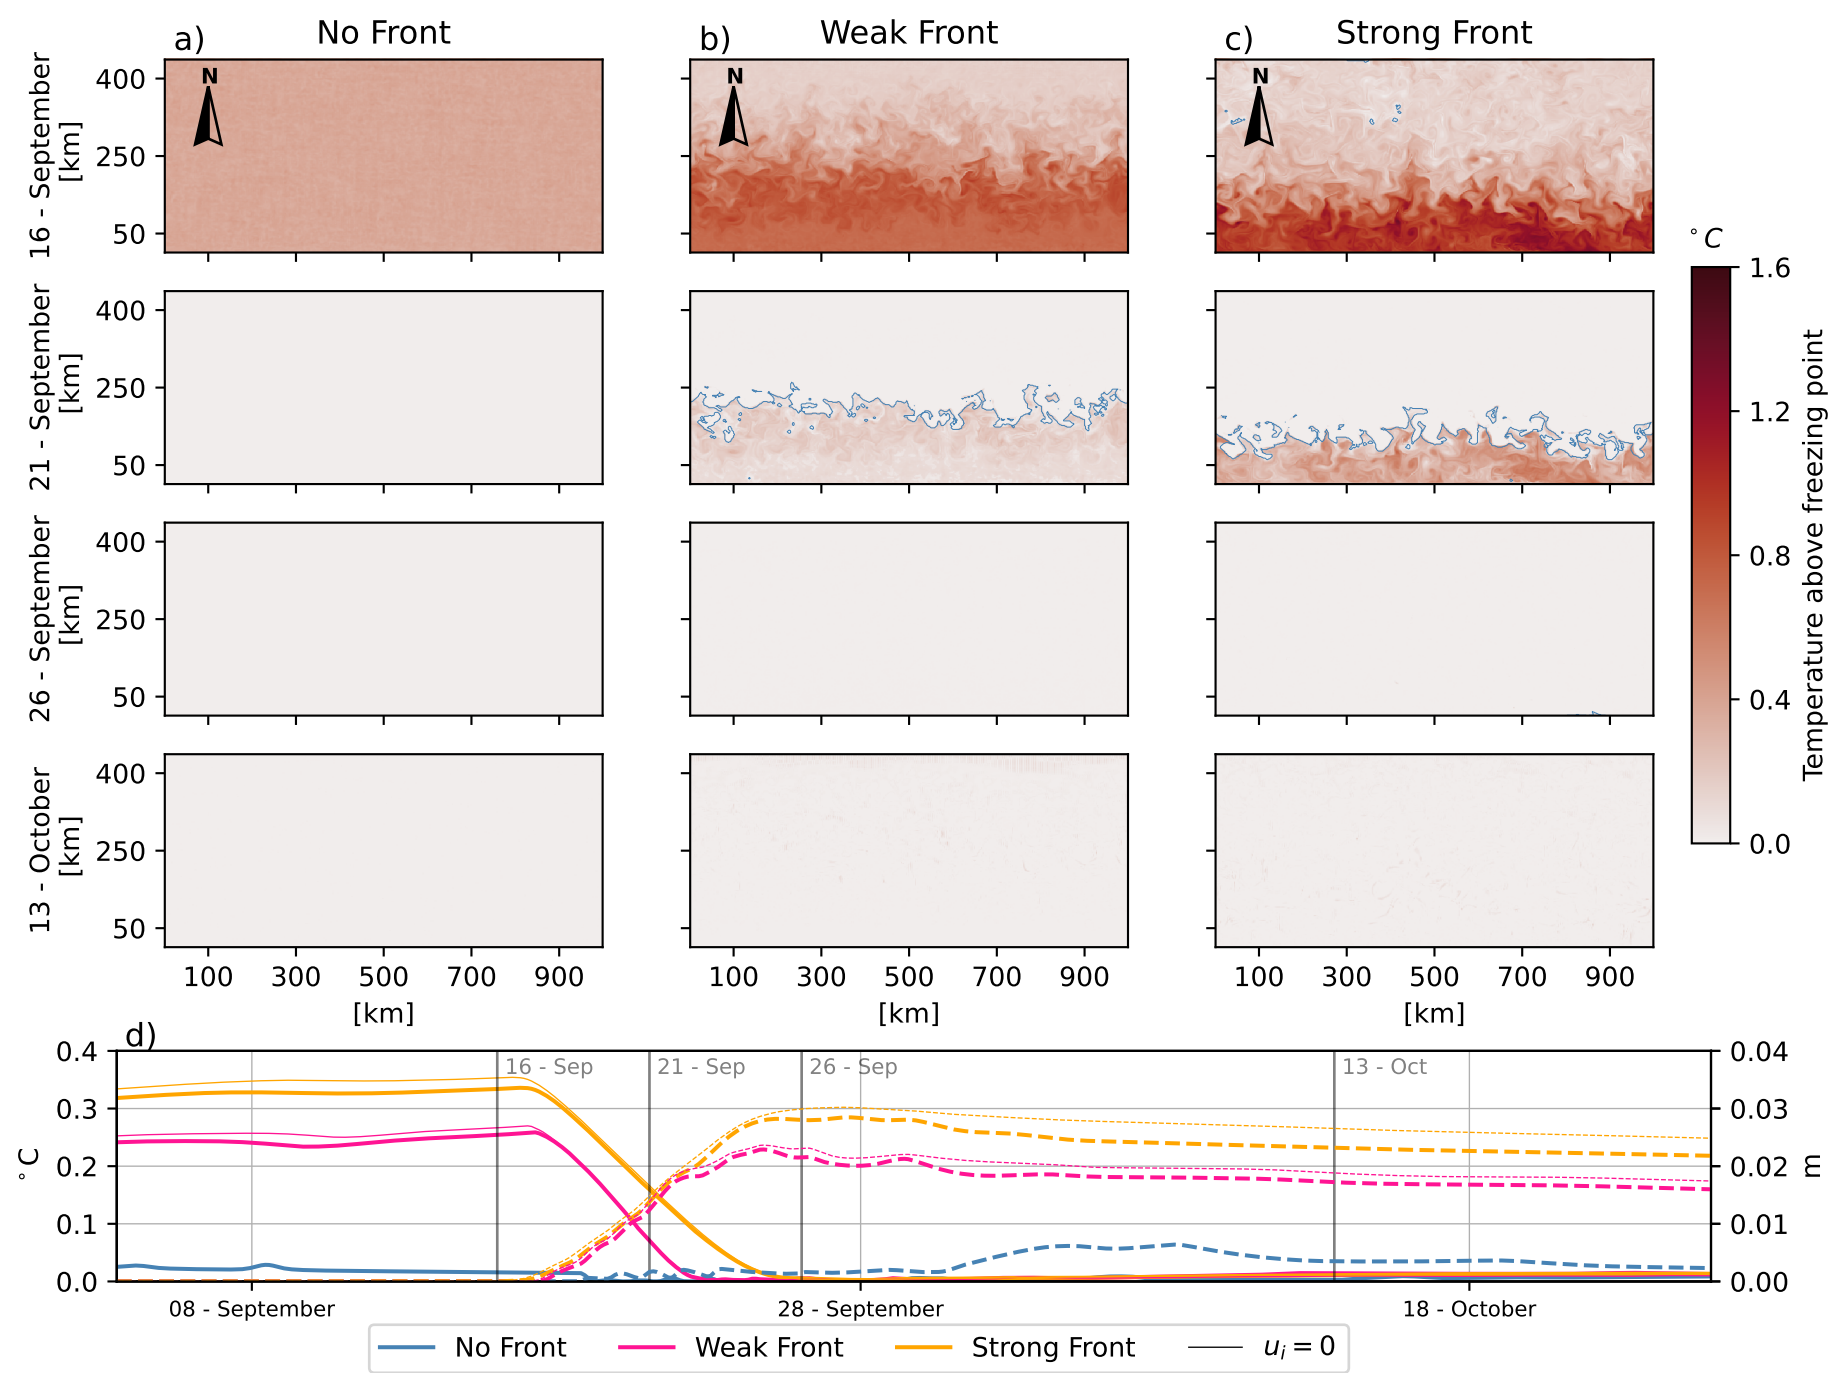 a) No Front
b) Weak Front
c) Strong Front
16 - September
[km]
400
250
50
N
N
N
21 - September
[km]
400
250
50
26 - September
[km]
400
250
50
13 - October
[km]
400
250
50
100 300 500 700 900
[km]
100 300 500 700 900
[km]
100 300 500 700 900
[km]
°C
1.6
1.2
0.8
0.4
0.0
Temperature above freezing point
d)
0.4
0.3
0.2
0.1
0.0
°C
16 - Sep
21 - Sep
26 - Sep
13 - Oct
0.04
0.03
0.02
0.01
0.00
m
08 - September
28 - September
18 - October
No Front
Weak Front
Strong Front
u_i = 0